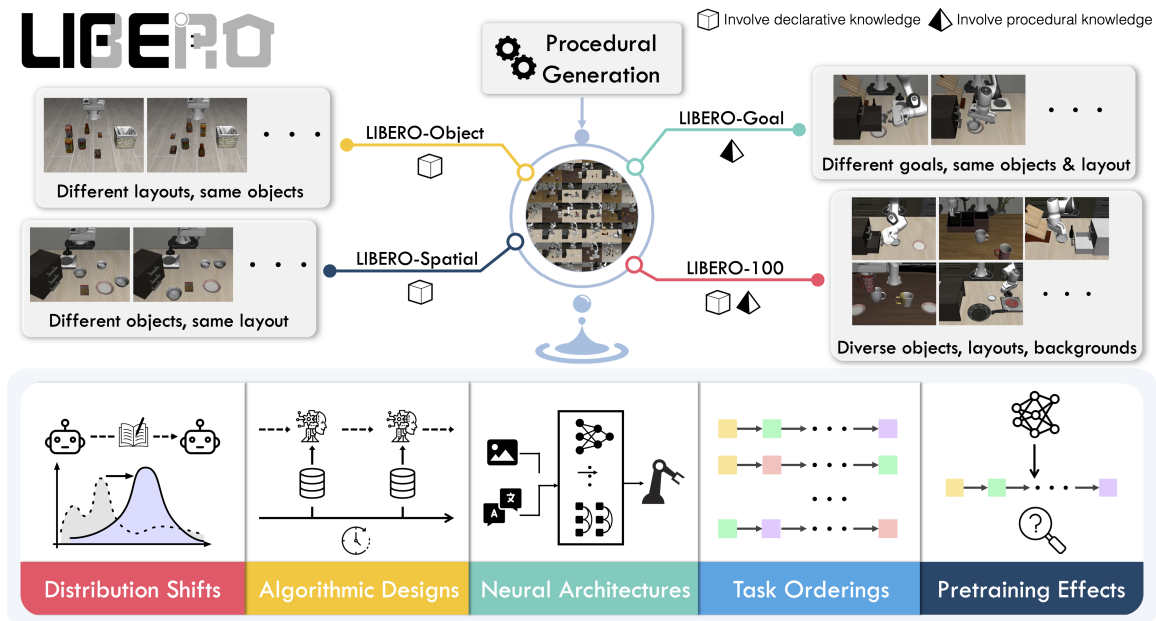 LIBERO
Procedural
Generation
Involve declarative knowledge
Involve procedural knowledge
LIBERO-Object
Different layouts, same objects
LIBERO-Goal
Different goals, same objects & layout
LIBERO-Spatial
Different objects, same layout
LIBERO-100
Diverse objects, layouts, backgrounds
A 文
?
Distribution Shifts
Algorithmic Designs
Neural Architectures
Task Orderings
Pretraining Effects